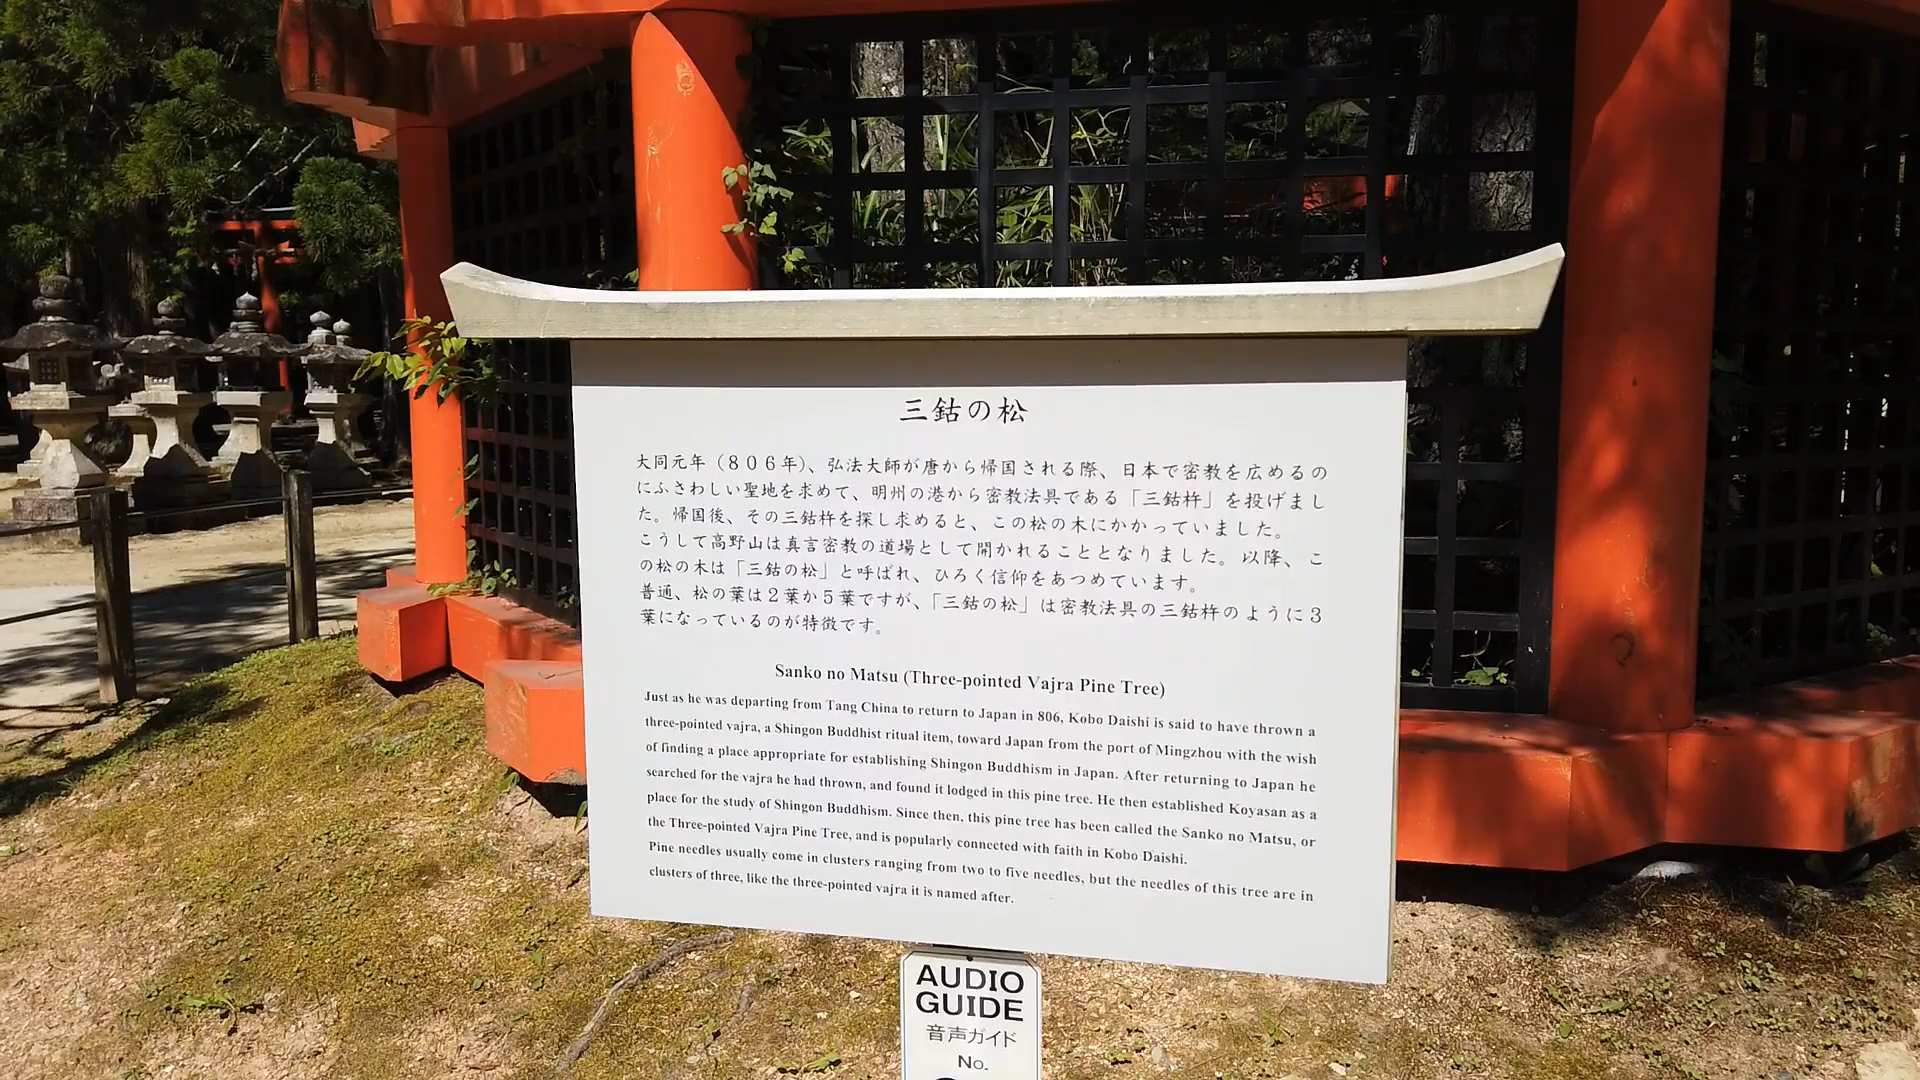 三鈷の松
大同元年（８０６年）、弘法大師が唐から帰国される際、日本で密教を広めるの
にふさわしい聖地を求めて、明州の港から密教法具である「三鈷杵」を投げまし
た。帰国後、その三鈷杵を探し求めると、この松の木にかかっていました。
こうして高野山は真言密教の道場として開かれることとなりました。以降、こ
の松の木は「三鈷の松」と呼ばれ、ひろく信仰をあつめています。
普通、松の葉は２葉か５葉ですが、「三鈷の松」は密教法具の三鈷杵のように３
葉になっているのが特徴です。
Sanko no Matsu (Three-pointed Vajra Pine Tree)
Just as he was departing from Tang China to return to Japan in 806, Kobo Daishi is said to have thrown a
three-pointed vajra, a Shingon Buddhist ritual item, toward Japan from the port of Mingzhou with the wish
of finding a place appropriate for establishing Shingon Buddhism in Japan. After returning to Japan he
searched for the vajra he had thrown, and found it lodged in this pine tree. He then established Koyasan as a
place for the study of Shingon Buddhism. Since then, this pine tree has been called the Sanko no Matsu, or
the Three-pointed Vajra Pine Tree, and is popularly connected with faith in Kobo Daishi.
Pine needles usually come in clusters ranging from two to five needles, but the needles of this tree are in
clusters of three, like the three-pointed vajra it is named after.
AUDIO
GUIDE
音声ガイド
No.